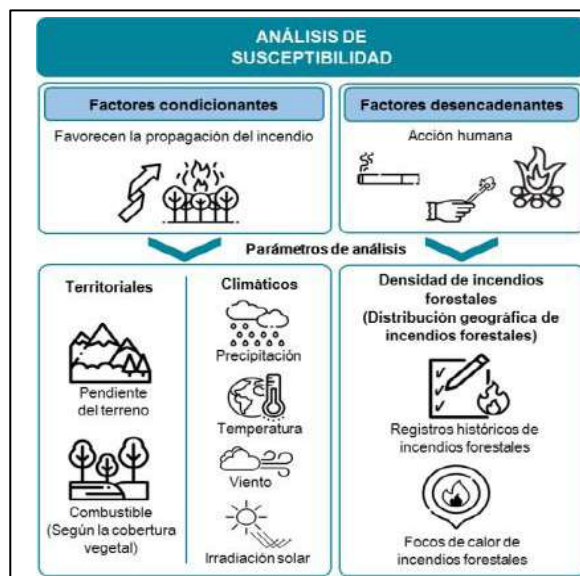 ANÁLISIS DE
SUSCEPTIBILIDAD
Factores condicionantes
Favorecen la propagación del incendio
Factores desencadenantes
Acción humana
Parámetros de análisis
Territoriales
Pendiente
del terreno
Combustible
(Según la cobertura
vegetal)
Climáticos
Precipitación
Temperatura
Viento
Irradiación solar
Densidad de incendios
forestales
(Distribución geográfica de
incendios forestales)
Registros históricos de
incendios forestales
Focos de calor de
incendios forestales